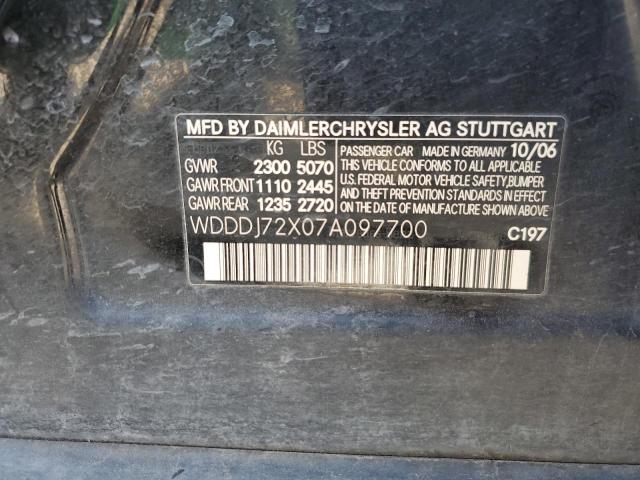 MFD BY DAIMLERCHRYSLER AG STUTTGART
KG LBS
GVWR 2300 5070
GAWR FRONT 1110 2445
GAWR REAR 1235 2720
PASSENGER CAR MADE IN GERMANY 10/06
THIS VEHICLE CONFORMS TO ALL APPLICABLE
U.S. FEDERAL MOTOR VEHICLE SAFETY, BUMPER
AND THEFT PREVENTION STANDARDS IN EFFECT
ON THE DATE OF MANUFACTURE SHOWN ABOVE.
WDDDJ72X07A097700
C197